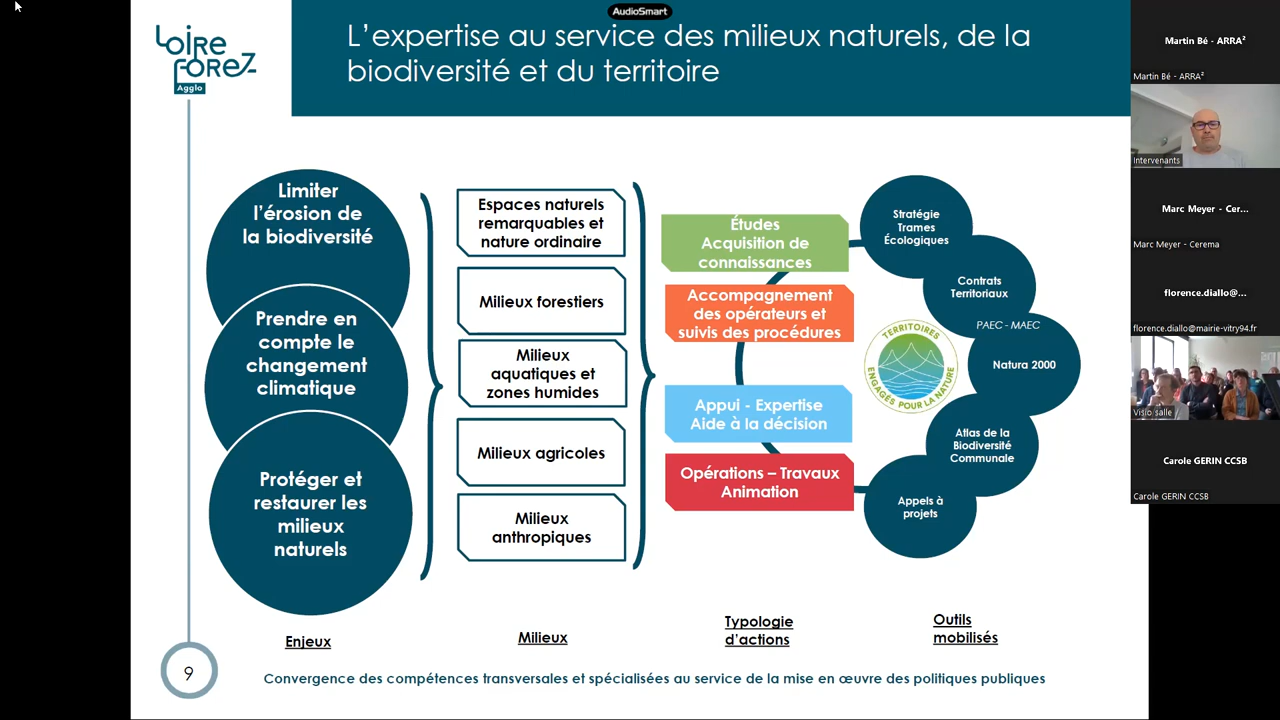 AudioSmart
Loire
forez
Agglo
L'expertise au service des milieux naturels, de la
biodiversité et du territoire
Limiter
l'érosion de
la biodiversité
Prendre en
compte le
changement
climatique
Protéger et
restaurer les
milieux
naturels
Espaces naturels
remarquables et
nature ordinaire
Milieux forestiers
Milieux
aquatiques et
zones humides
Milieux agricoles
Milieux
anthropiques
Études
Acquisition de
connaissances
Accompagnement
des opérateurs et
suivis des procédures
Appui - Expertise
Aide à la décision
Opérations – Travaux
Animation
Stratégie
Trames
Écologiques
Contrats
Territoriaux
PAEC - MAEC
Natura 2000
Atlas de la
Biodiversité
Communale
Appels à
projets
TERRITOIRES
ENGAGÉS POUR LA NATURE
Enjeux
Milieux
Typologie
d'actions
Outils
mobilisés
9
Convergence des compétences transversales et spécialisées au service de la mise en œuvre des politiques publiques
Martin Bé - ARRA²
Martin Bé - ARRA²
Intervenants
Marc Meyer - Cer...
Marc Meyer - Cerema
florence.diallo@...
florence.diallo@mairie-vitry94.fr
Visio salle
Carole GERIN CCSB
Carole GERIN CCSB